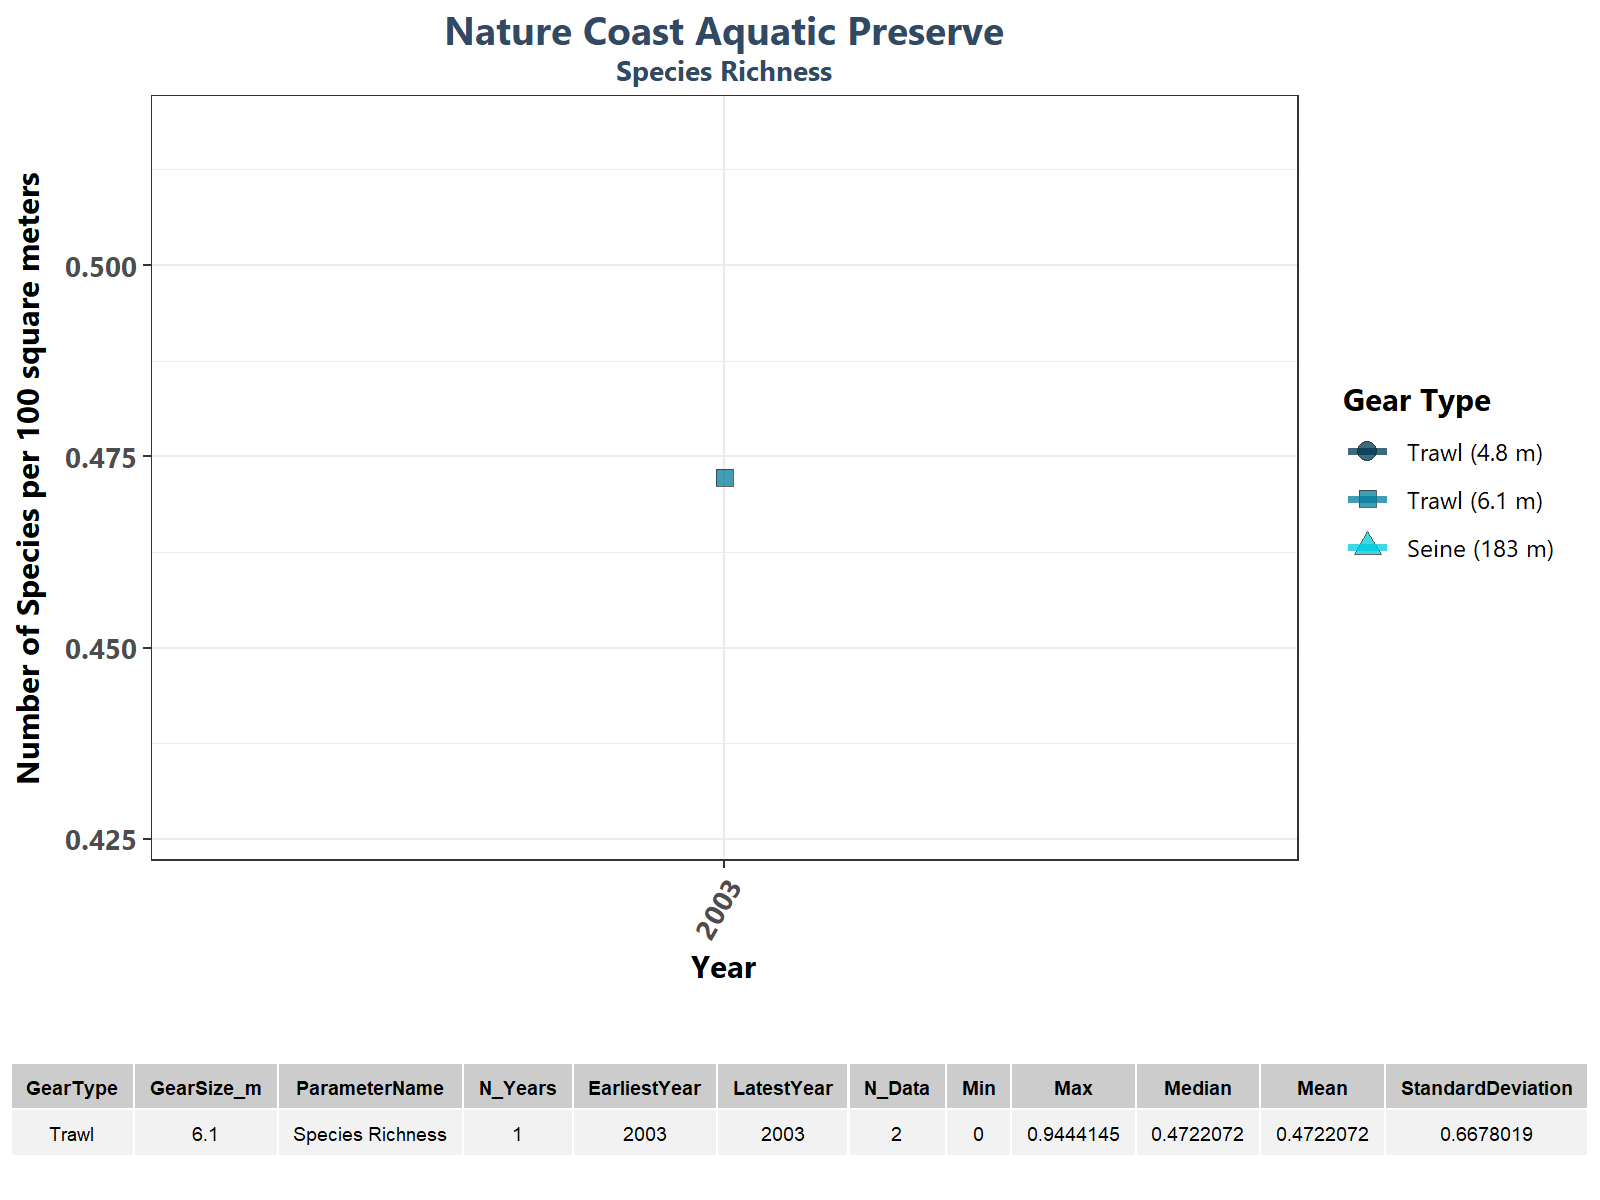 Nature Coast Aquatic Preserve
Species Richness
Number of Species per 100 square meters
0.500
0.475
0.450
0.425
2003
Year
Gear Type
Trawl (4.8 m)
Trawl (6.1 m)
Seine (183 m)
GearType GearSize_m ParameterName N_Years EarliestYear LatestYear N_Data Min Max Median Mean StandardDeviation
Trawl 6.1 Species Richness 1 2003 2003 2 0 0.9444145 0.4722072 0.4722072 0.6678019